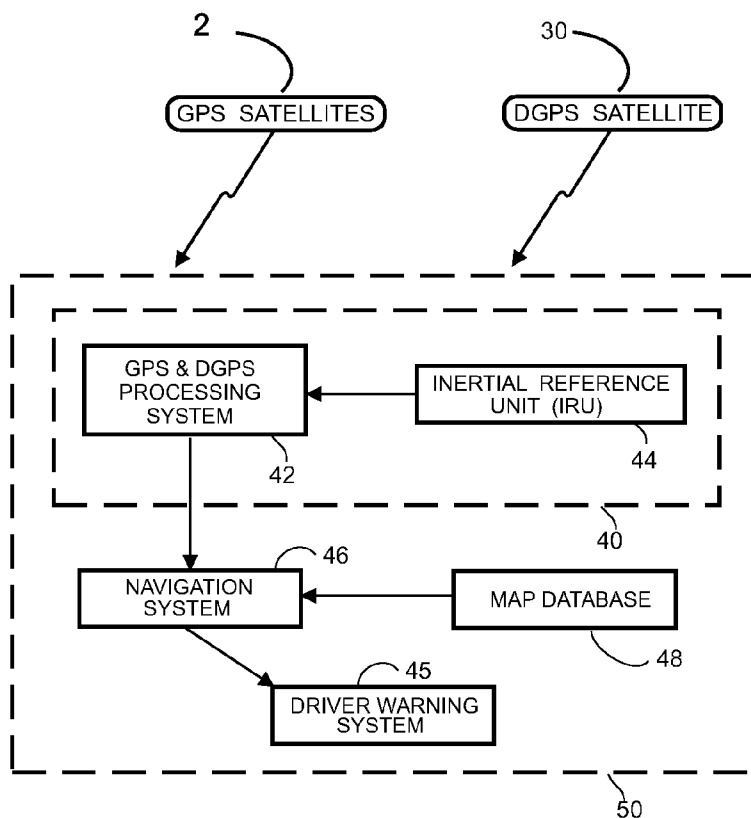 2
30
GPS SATELLITES
DGPS SATELLITE
GPS & DGPS
PROCESSING
SYSTEM
INERTIAL REFERENCE
UNIT (IRU)
42
44
40
46
NAVIGATION
SYSTEM
MAP DATABASE
48
45
DRIVER WARNING
SYSTEM
50